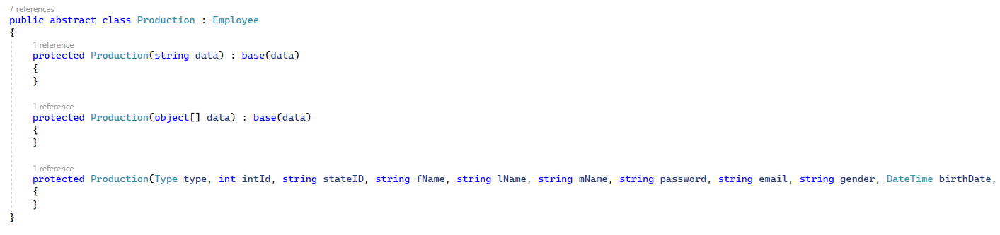 7 references
public abstract class Production : Employee
{
1 reference
protected Production(string data) : base(data)
{
}
1 reference
protected Production(object[] data) : base(data)
{
}
1 reference
protected Production(Type type, int intId, string stateID, string fName, string lName, string mName, string password, string email, string gender, DateTime birthDate,
{
}
}